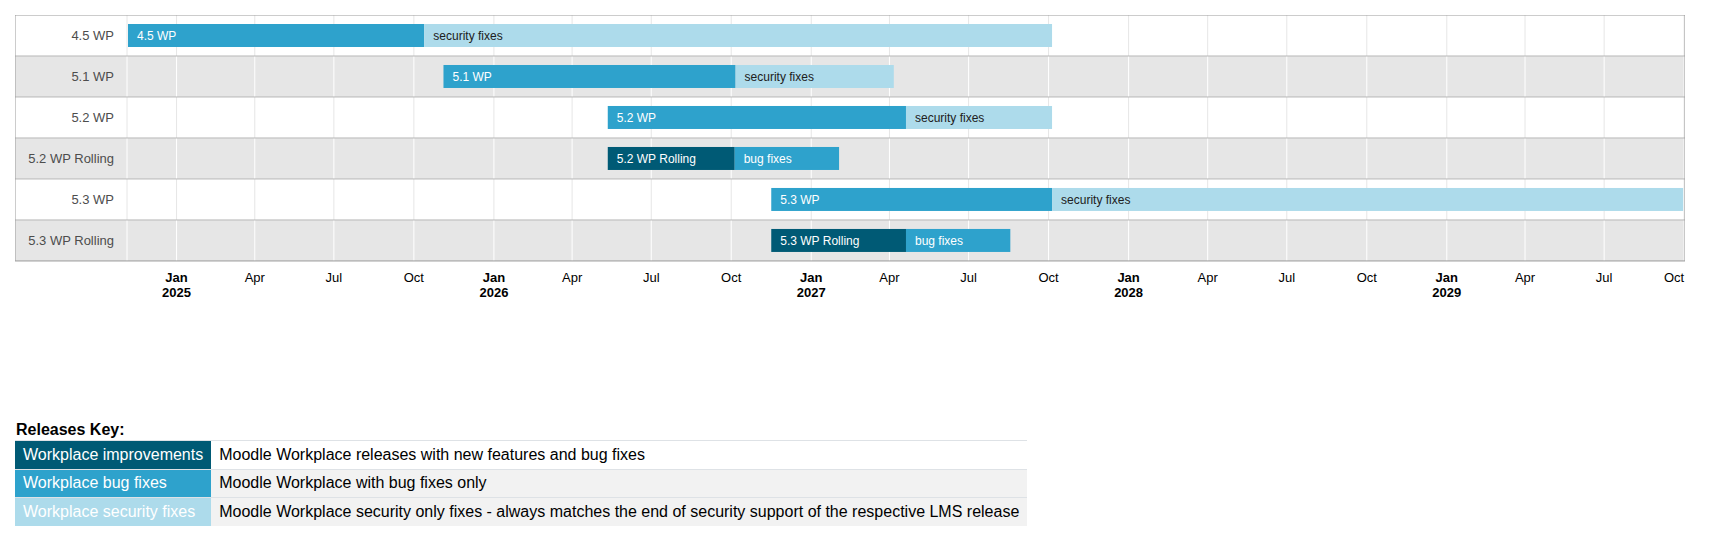 4.5 WP 4.5 WP security fixes
5.1 WP 5.1 WP security fixes
5.2 WP 5.2 WP security fixes
5.2 WP Rolling 5.2 WP Rolling bug fixes
5.3 WP 5.3 WP security fixes
5.3 WP Rolling 5.3 WP Rolling bug fixes
Jan Apr Jul Oct Jan Apr Jul Oct Jan Apr Jul Oct Jan Apr Jul Oct Jan Apr Jul Oct
2025 2026 2027 2028 2029
Releases Key:
Workplace improvements Moodle Workplace releases with new features and bug fixes
Workplace bug fixes Moodle Workplace with bug fixes only
Workplace security fixes Moodle Workplace security only fixes - always matches the end of security support of the respective LMS release